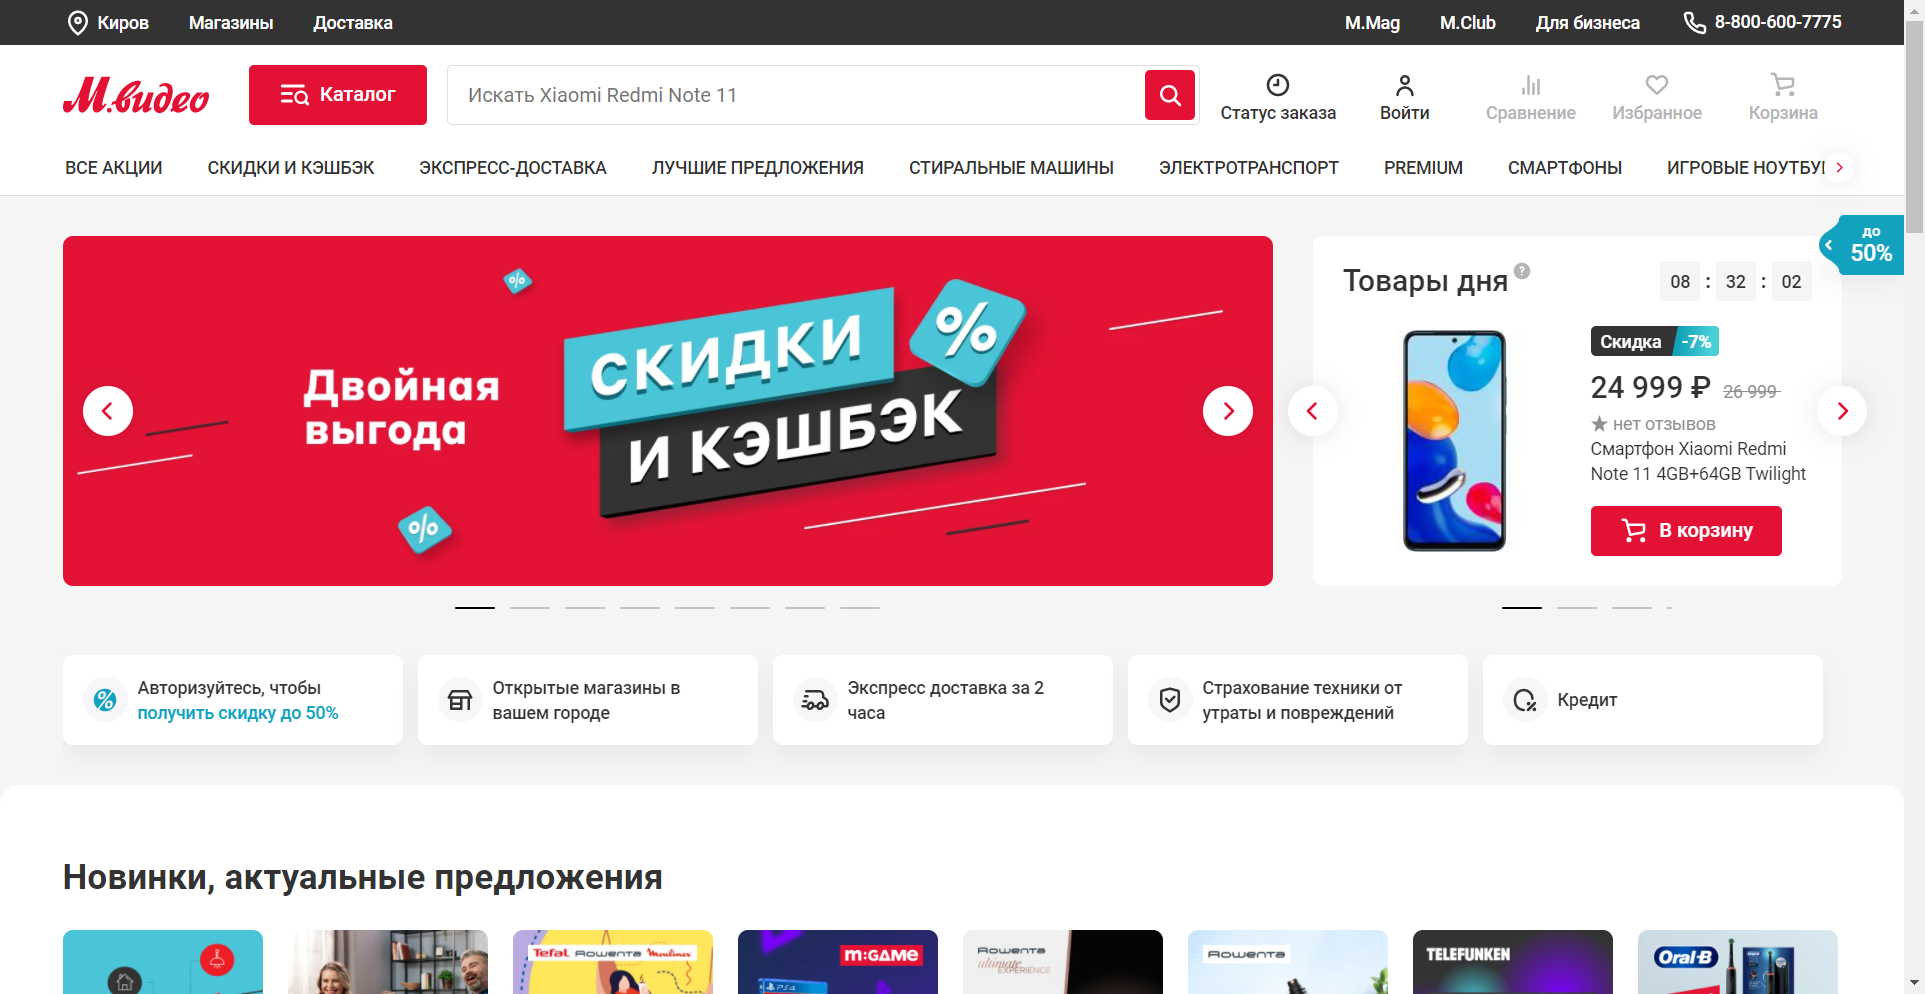 Киров
Магазины
Доставка
M.Mag
M.Club
Для бизнеса
8-800-600-7775
М.видео
Каталог
Искать Xiaomi Redmi Note 11
Статус заказа
Войти
Сравнение
Избранное
Корзина
ВСЕ АКЦИИ
СКИДКИ И КЭШБЭК
ЭКСПРЕСС-ДОСТАВКА
ЛУЧШИЕ ПРЕДЛОЖЕНИЯ
СТИРАЛЬНЫЕ МАШИНЫ
ЭЛЕКТРОТРАНСПОРТ
PREMIUM
СМАРТФОНЫ
ИГРОВЫЕ НОУТБУ
до
50%
%
Двойная
выгода
СКИДКИ
%
И КЭШБЭК
%
Товары дня
?
08 : 32 : 02
Скидка -7%
24 999 ₽ 26 999
нет отзывов
Смартфон Xiaomi Redmi
Note 11 4GB+64GB Twilight
В корзину
Авторизуйтесь, чтобы
получить скидку до 50%
Открытые магазины в
вашем городе
Экспресс доставка за 2
часа
Страхование техники от
утраты и повреждений
Кредит
Новинки, актуальные предложения
Tefal Rowenta Moulinex
m:GAME
PS4
Rowenta
ultimate
EXPERIENCE
Rowenta
TELEFUNKEN
Oral-B